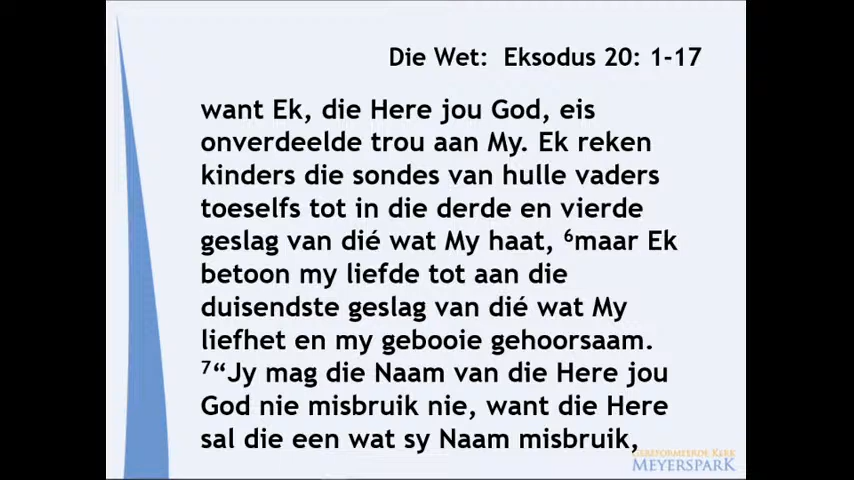 Die Wet: Eksodus 20: 1-17
want Ek, die Here jou God, eis
onverdeelde trou aan My. Ek reken
kinders die sondes van hulle vaders
toeselfs tot in die derde en vierde
geslag van dié wat My haat, ⁶maar Ek
betoon my liefde tot aan die
duisendste geslag van dié wat My
liefhet en my gebooie gehoorsaam.
⁷“Jy mag die Naam van die Here jou
God nie misbruik nie, want die Here
sal die een wat sy Naam misbruik,
GEREFORMEERDE KERK
MEYERSPARK